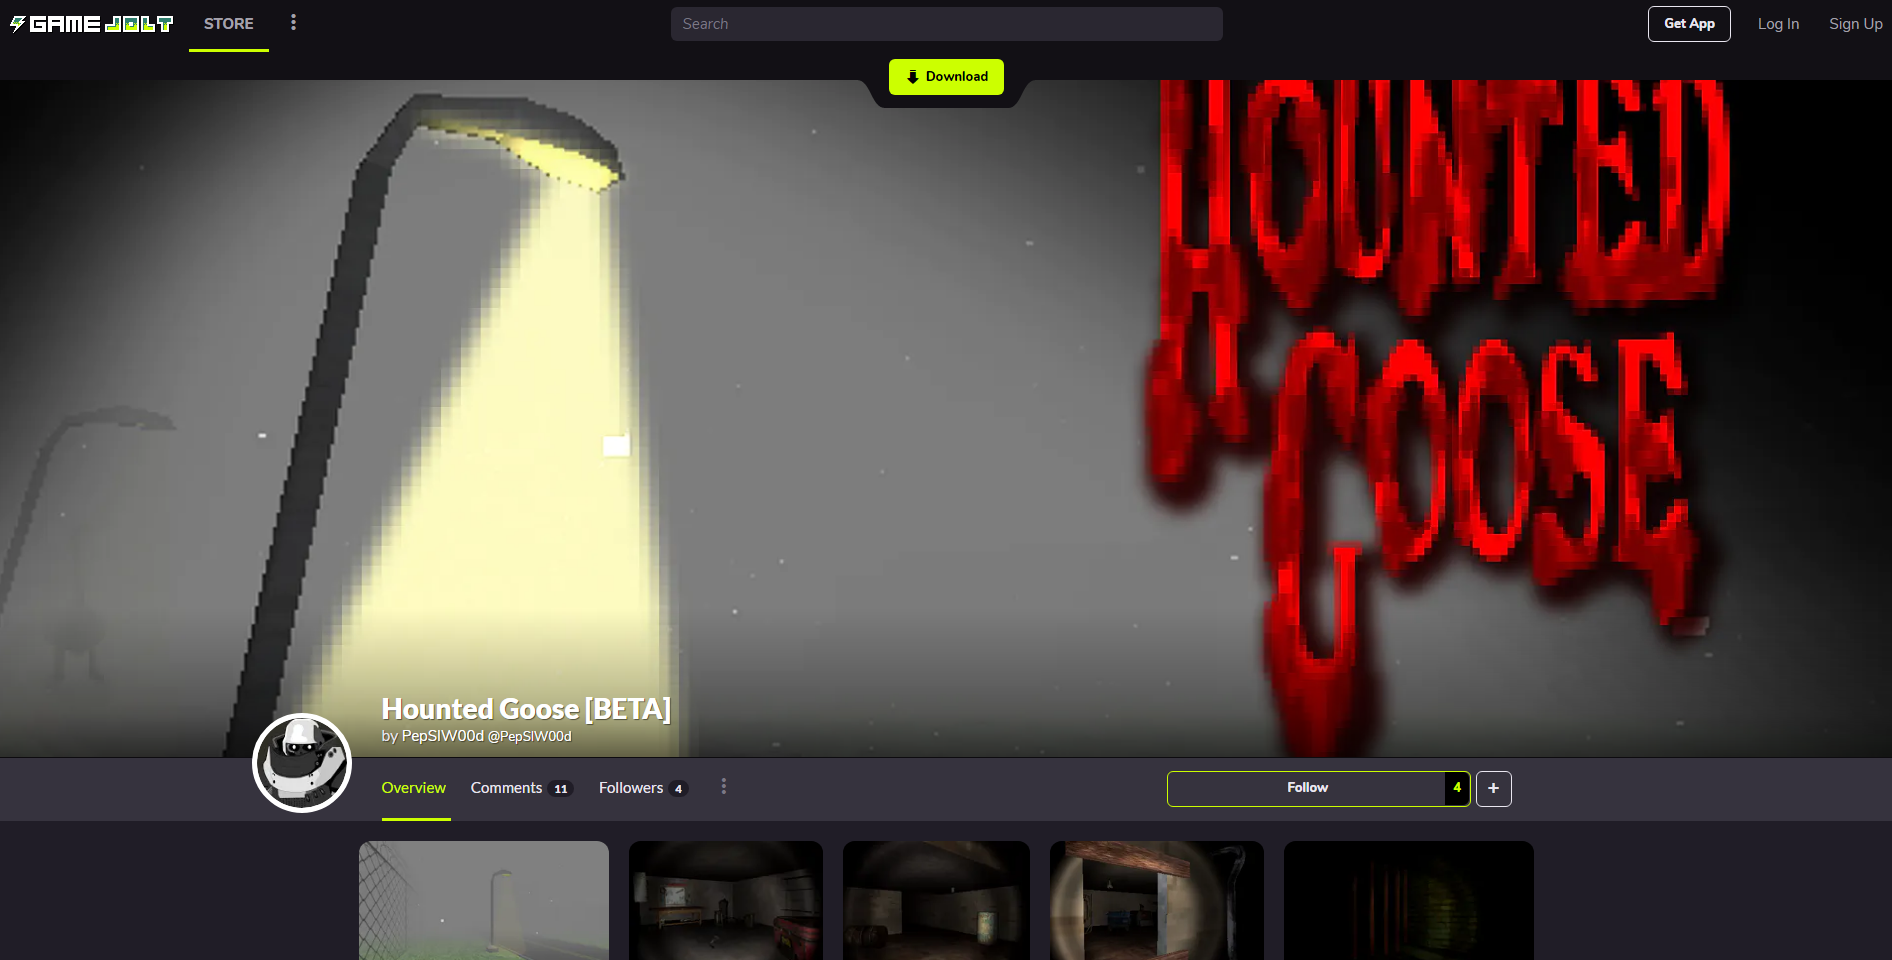 GAME JOLT
STORE
Search
Get App
Log In
Sign Up
Download
HOUNTED
GOOSE
Hounted Goose [BETA]
by PepSIW00d @PepSIW00d
Overview
Comments 11
Followers 4
Follow 4
+